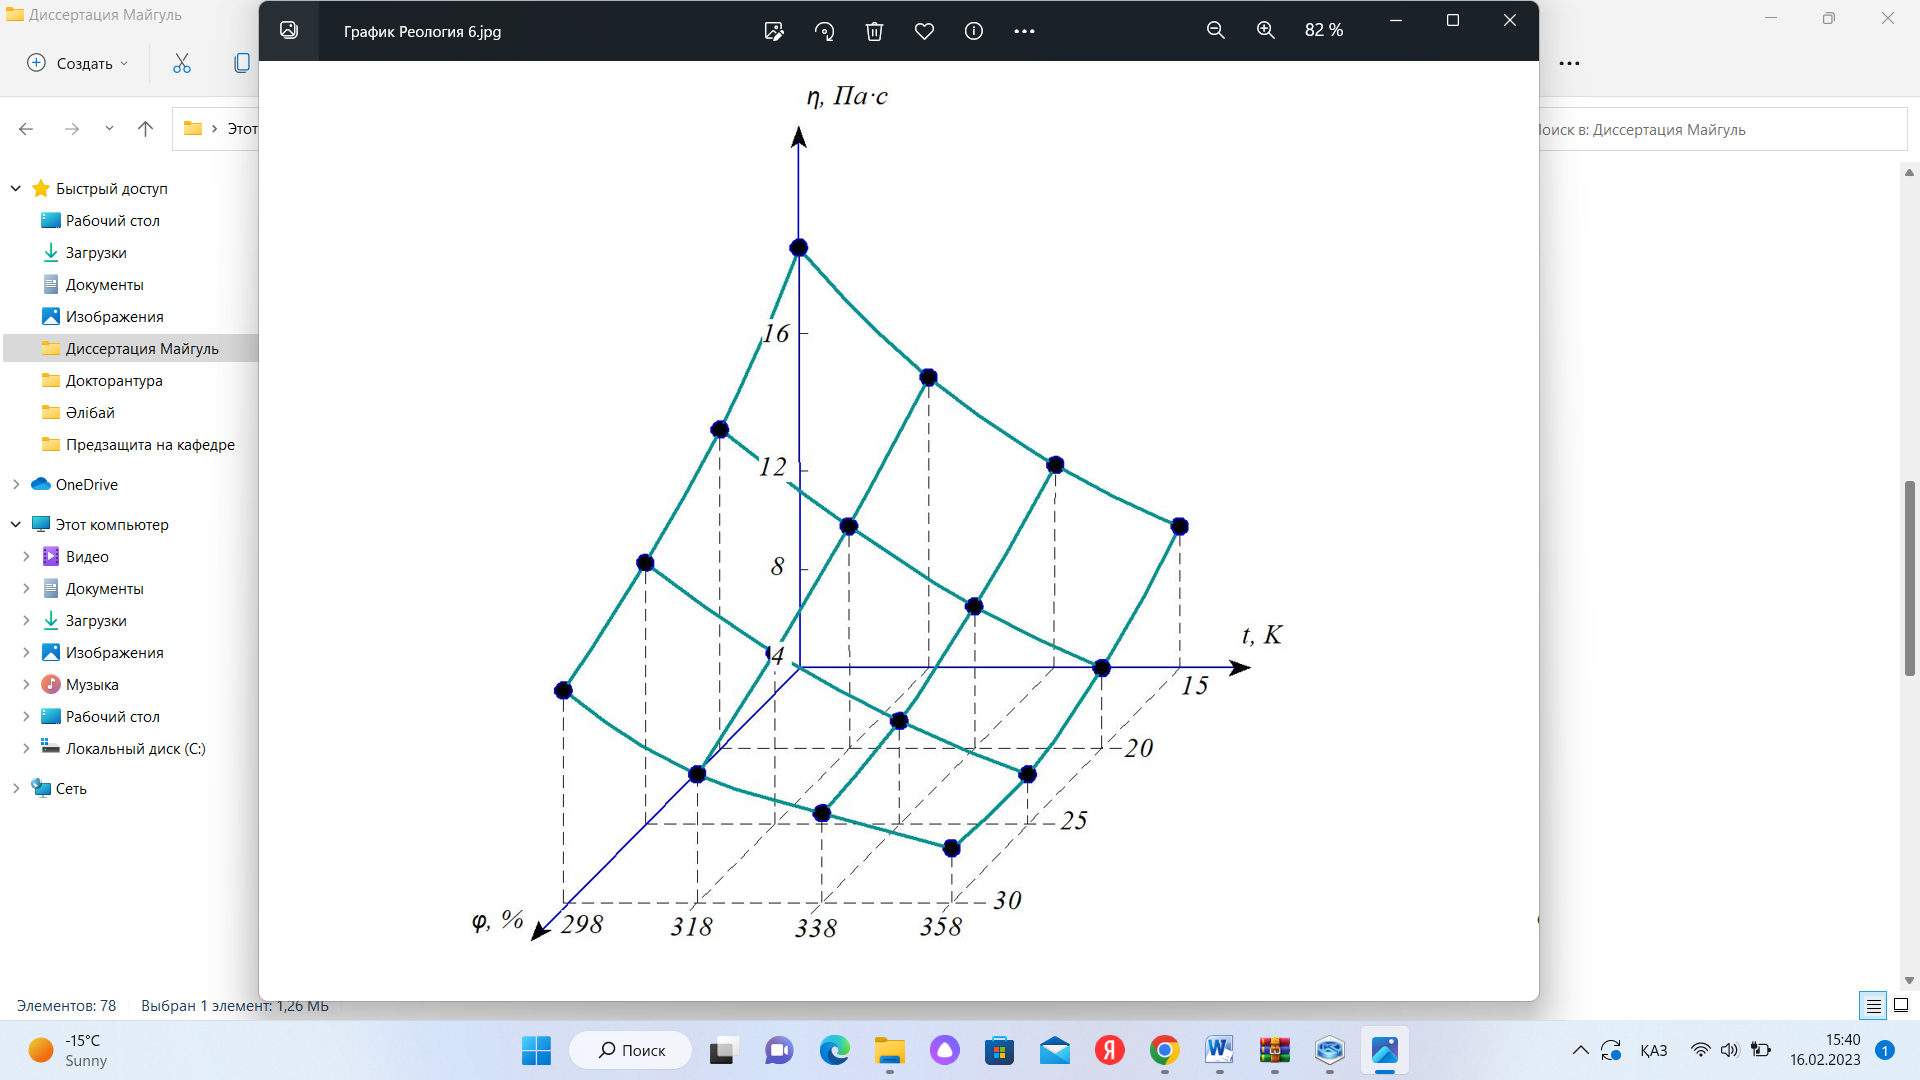 Диссертация Майгуль
График Реология 6.jpg
82 %
Создать
Этот
Поиск в: Диссертация Майгуль
Быстрый доступ
Рабочий стол
Загрузки
Документы
Изображения
Диссертация Майгуль
Докторантура
Әлібай
Предзащита на кафедре
OneDrive
Этот компьютер
Видео
Документы
Загрузки
Изображения
Музыка
Рабочий стол
Локальный диск (C:)
Сеть
η, Па·с
16
12
8
4
t, K
15
20
25
30
φ, %
298
318
338
358
Элементов: 78
Выбран 1 элемент: 1,26 МБ
-15°C
Sunny
Поиск
ҚАЗ
15:40
16.02.2023
1